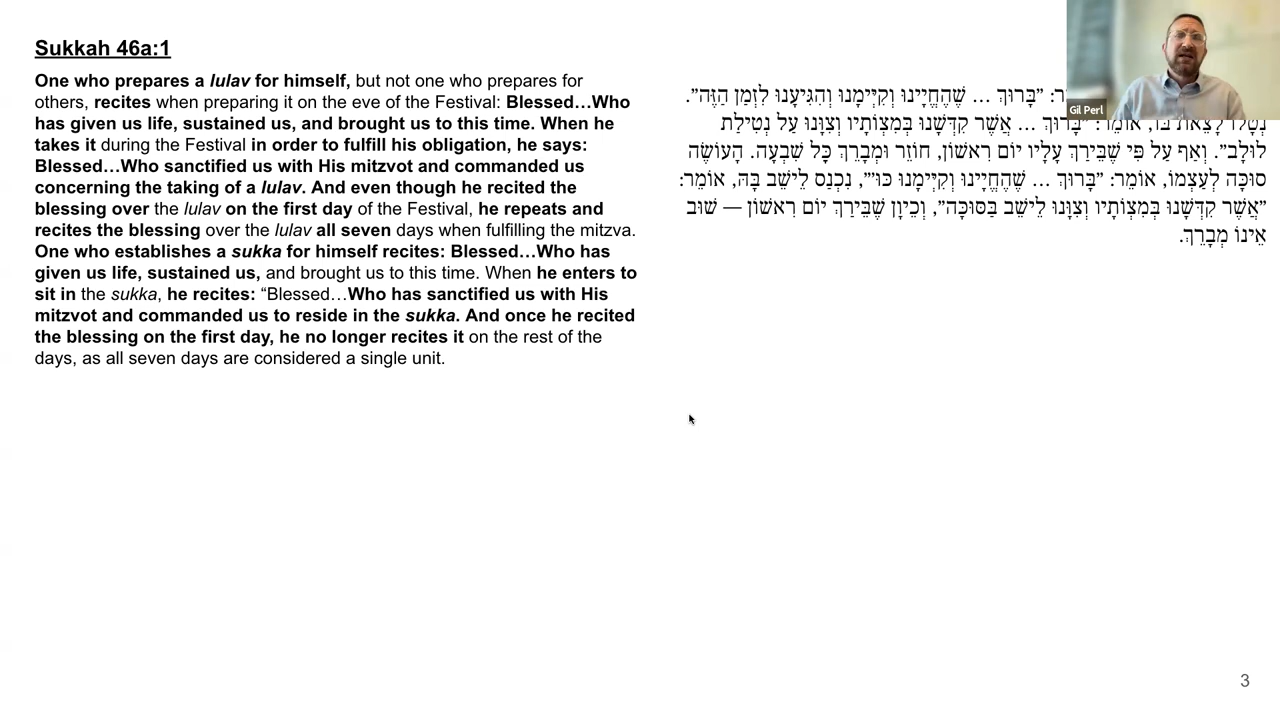 Sukkah 46a:1
One who prepares a lulav for himself, but not one who prepares for
others, recites when preparing it on the eve of the Festival: Blessed…Who
has given us life, sustained us, and brought us to this time. When he
takes it during the Festival in order to fulfill his obligation, he says:
Blessed…Who sanctified us with His mitzvot and commanded us
concerning the taking of a lulav. And even though he recited the
blessing over the lulav on the first day of the Festival, he repeats and
recites the blessing over the lulav all seven days when fulfilling the mitzva.
One who establishes a sukka for himself recites: Blessed…Who has
given us life, sustained us, and brought us to this time. When he enters to
sit in the sukka, he recites: “Blessed…Who has sanctified us with His
mitzvot and commanded us to reside in the sukka. And once he recited
the blessing on the first day, he no longer recites it on the rest of the
days, as all seven days are considered a single unit.
״בָּרוּךְ … שֶׁהֶחֱיָינוּ וְקִיְּימָנוּ וְהִגִּיעָנוּ לַזְּמַן הַזֶּה״.
נְטָלוֹ לָצֵאת בּוֹ, אוֹמֵר: ״בָּרוּךְ … אֲשֶׁר קִדְּשָׁנוּ בְּמִצְוֹתָיו וְצִוָּנוּ עַל נְטִילַת
לוּלָב״. וְאַף עַל פִּי שֶׁבֵּירַךְ עָלָיו יוֹם רִאשׁוֹן, חוֹזֵר וּמְבָרֵךְ כׇּל שִׁבְעָה. הָעוֹשֶׂה
סוּכָּה לְעַצְמוֹ, אוֹמֵר: ״בָּרוּךְ … שֶׁהֶחֱיָינוּ וְקִיְּימָנוּ כּוּ׳״, נִכְנַס לֵישֵׁב בָּהּ, אוֹמֵר:
״אֲשֶׁר קִדְּשָׁנוּ בְּמִצְוֹתָיו וְצִוָּנוּ לֵישֵׁב בַּסּוּכָּה״, וְכֵיוָן שֶׁבֵּירַךְ יוֹם רִאשׁוֹן — שׁוּב
אֵינוֹ מְבָרֵךְ.
Gil Perl
3